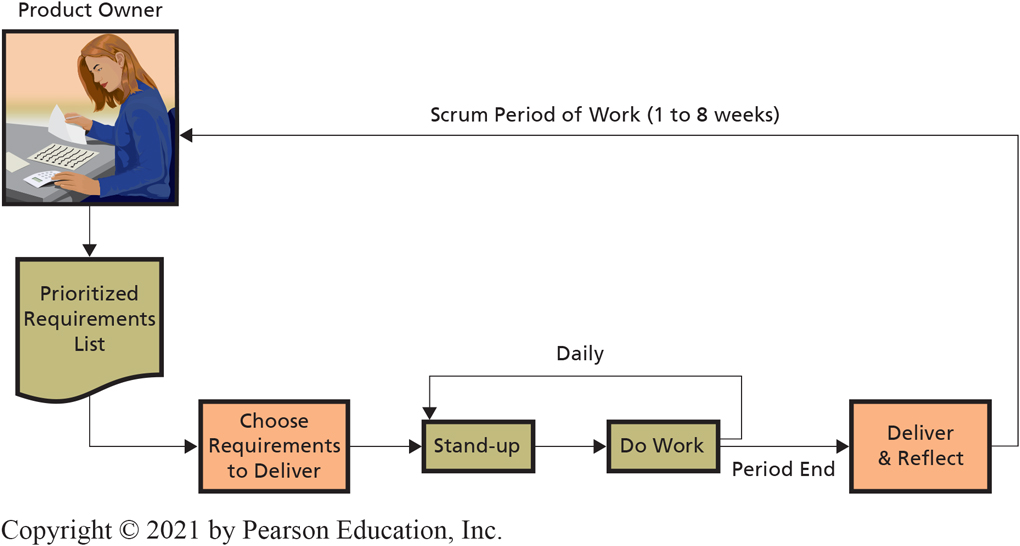 Product Owner
Scrum Period of Work (1 to 8 weeks)
Prioritized
Requirements
List
Daily
Choose
Requirements
to Deliver
Stand-up
Do Work
Period End
Deliver
& Reflect
Copyright © 2021 by Pearson Education, Inc.